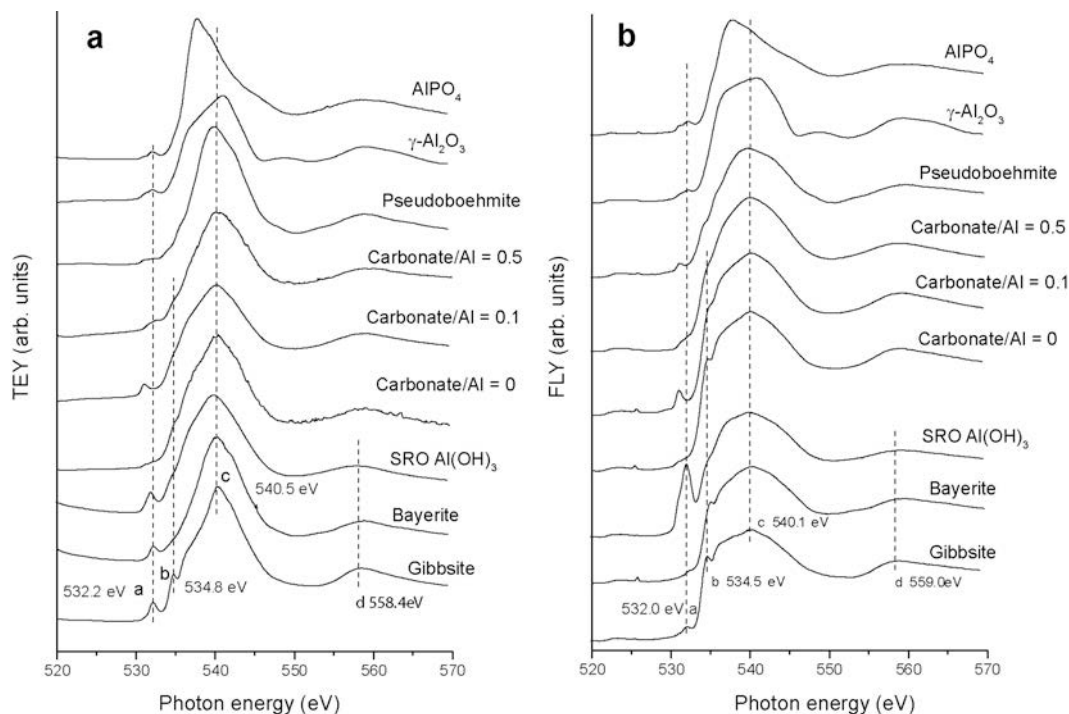 a
AlPO4
γ-Al2O3
Pseudoboehmite
Carbonate/Al = 0.5
Carbonate/Al = 0.1
Carbonate/Al = 0
SRO Al(OH)3
Bayerite
Gibbsite
c
540.5 eV
532.2 eV
a
b
534.8 eV
d 558.4eV
TEY (arb. units)
520 530 540 550 560 570
Photon energy (eV)
b
AlPO4
γ-Al2O3
Pseudoboehmite
Carbonate/Al = 0.5
Carbonate/Al = 0.1
Carbonate/Al = 0
SRO Al(OH)3
Bayerite
Gibbsite
c 540.1 eV
b 534.5 eV
d 559.0eV
532.0 eV a
FLY (arb. units)
520 530 540 550 560 570
Photon energy (eV)